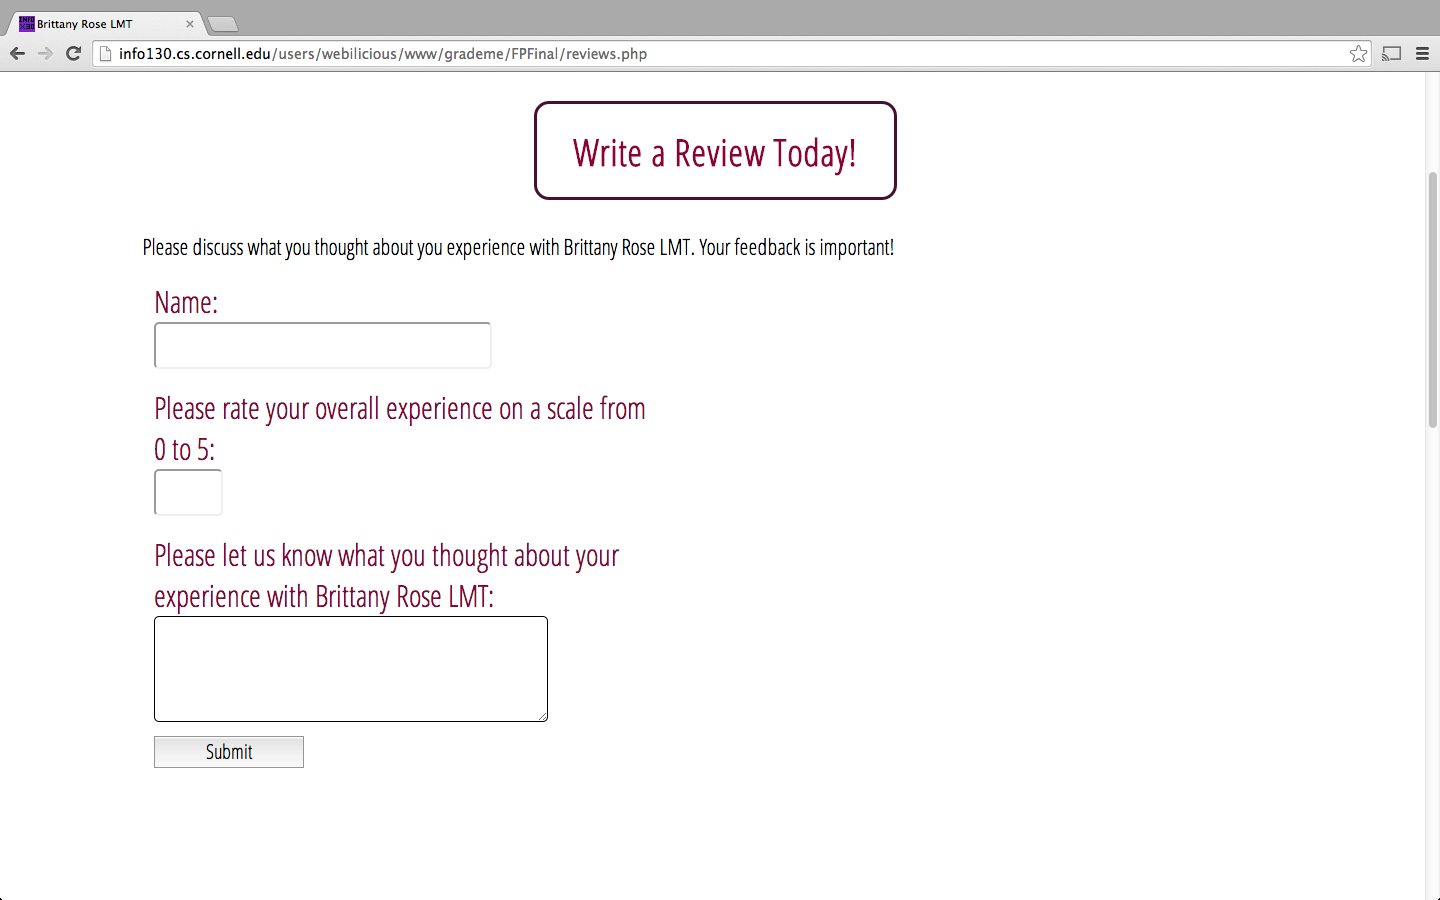 Brittany Rose LMT
info130.cs.cornell.edu/users/webilicious/www/grademe/FPFinal/reviews.php
Write a Review Today!
Please discuss what you thought about you experience with Brittany Rose LMT. Your feedback is important!
Name:
Please rate your overall experience on a scale from
0 to 5:
Please let us know what you thought about your
experience with Brittany Rose LMT:
Submit